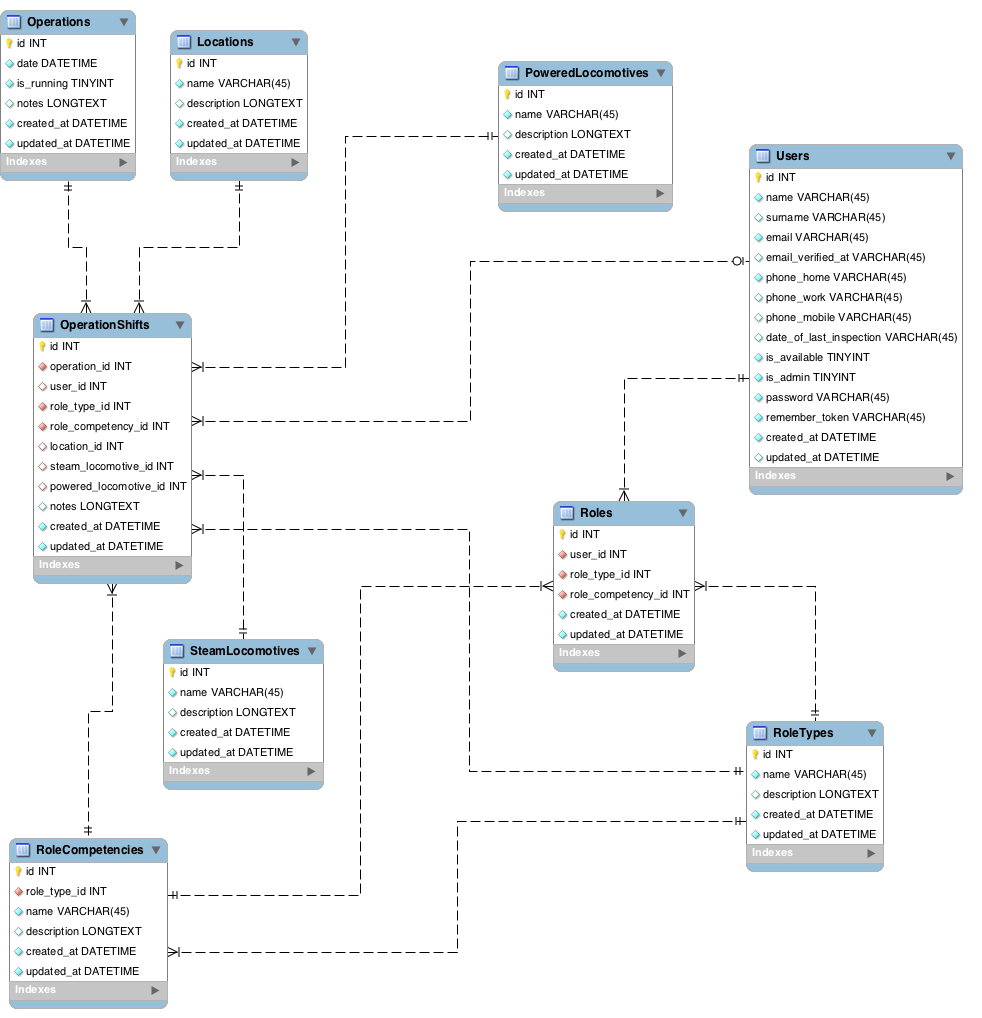 Operations
id INT
date DATETIME
is_running TINYINT
notes LONGTEXT
created_at DATETIME
updated_at DATETIME
Indexes
Locations
id INT
name VARCHAR(45)
description LONGTEXT
created_at DATETIME
updated_at DATETIME
Indexes
PoweredLocomotives
id INT
name VARCHAR(45)
description LONGTEXT
created_at DATETIME
updated_at DATETIME
Indexes
Users
id INT
name VARCHAR(45)
surname VARCHAR(45)
email VARCHAR(45)
email_verified_at VARCHAR(45)
phone_home VARCHAR(45)
phone_work VARCHAR(45)
phone_mobile VARCHAR(45)
date_of_last_inspection VARCHAR(45)
is_available TINYINT
is_admin TINYINT
password VARCHAR(45)
remember_token VARCHAR(45)
created_at DATETIME
updated_at DATETIME
Indexes
OperationShifts
id INT
operation_id INT
user_id INT
role_type_id INT
role_competency_id INT
location_id INT
steam_locomotive_id INT
powered_locomotive_id INT
notes LONGTEXT
created_at DATETIME
updated_at DATETIME
Indexes
Roles
id INT
user_id INT
role_type_id INT
role_competency_id INT
created_at DATETIME
updated_at DATETIME
Indexes
SteamLocomotives
id INT
name VARCHAR(45)
description LONGTEXT
created_at DATETIME
updated_at DATETIME
Indexes
RoleTypes
id INT
name VARCHAR(45)
description LONGTEXT
created_at DATETIME
updated_at DATETIME
Indexes
RoleCompetencies
id INT
role_type_id INT
name VARCHAR(45)
description LONGTEXT
created_at DATETIME
updated_at DATETIME
Indexes